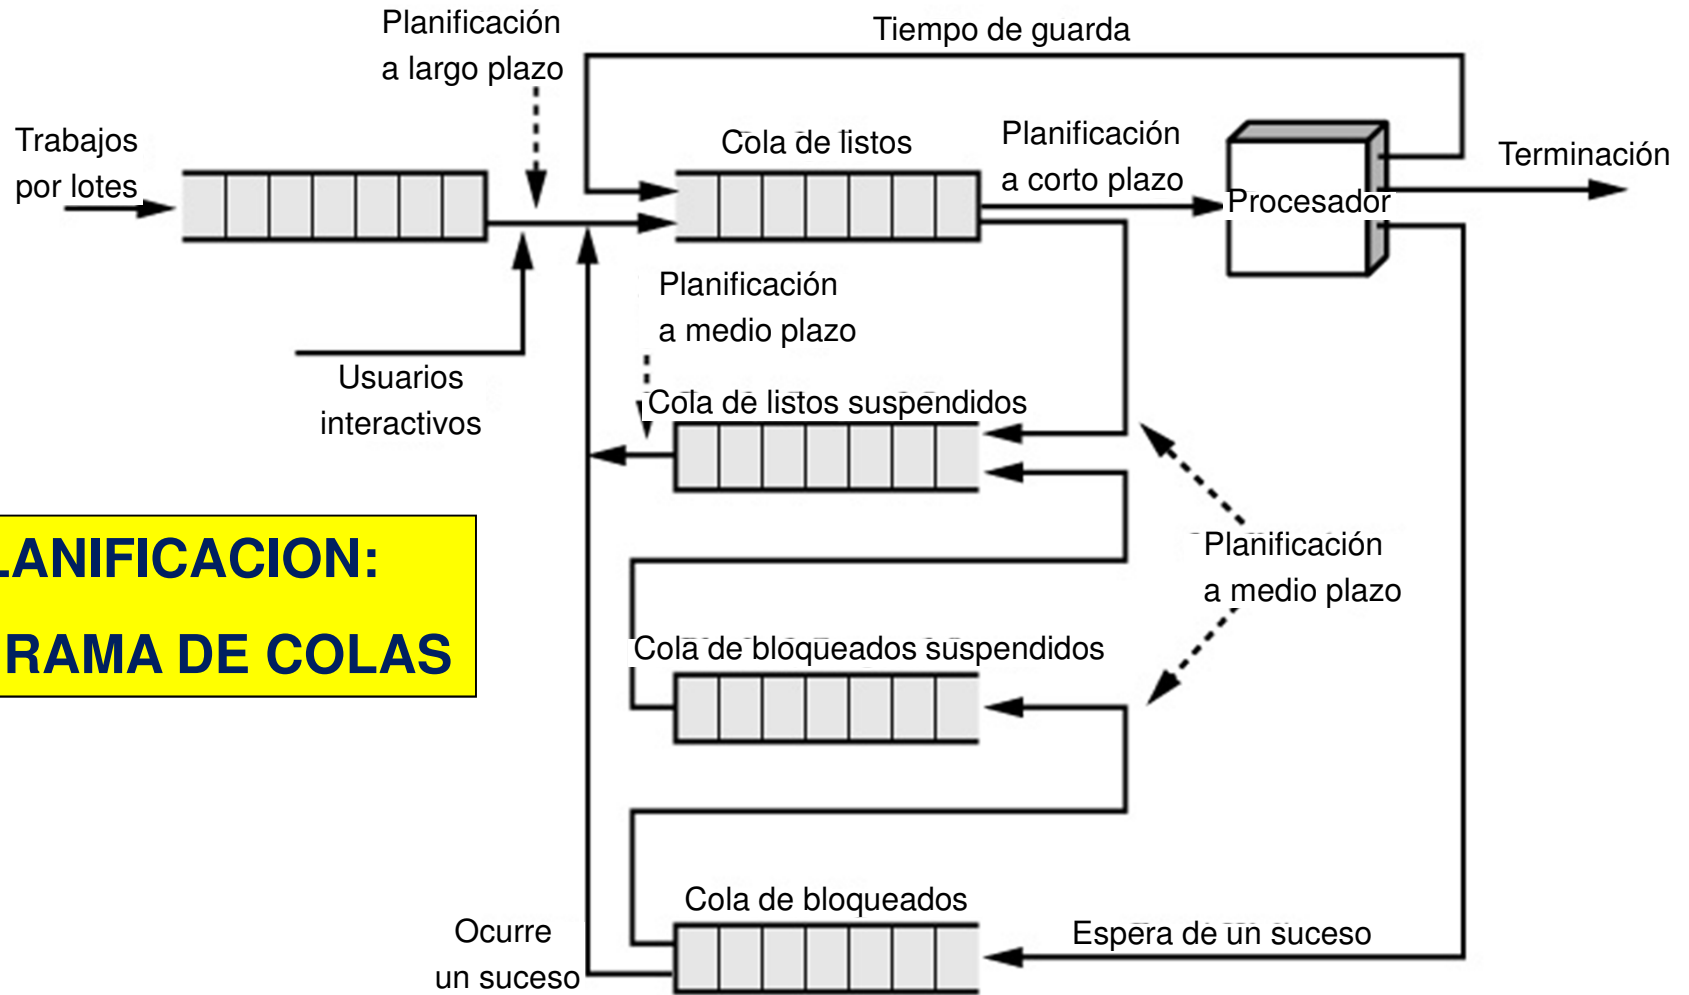 Planificación
a largo plazo
Tiempo de guarda
Trabajos
por lotes
Cola de listos
Planificación
a corto plazo
Procesador
Terminación
Planificación
a medio plazo
Usuarios
interactivos
Cola de listos suspendidos
LANIFICACION:
RAMA DE COLAS
Planificación
a medio plazo
Cola de bloqueados suspendidos
Cola de bloqueados
Ocurre
un suceso
Espera de un suceso